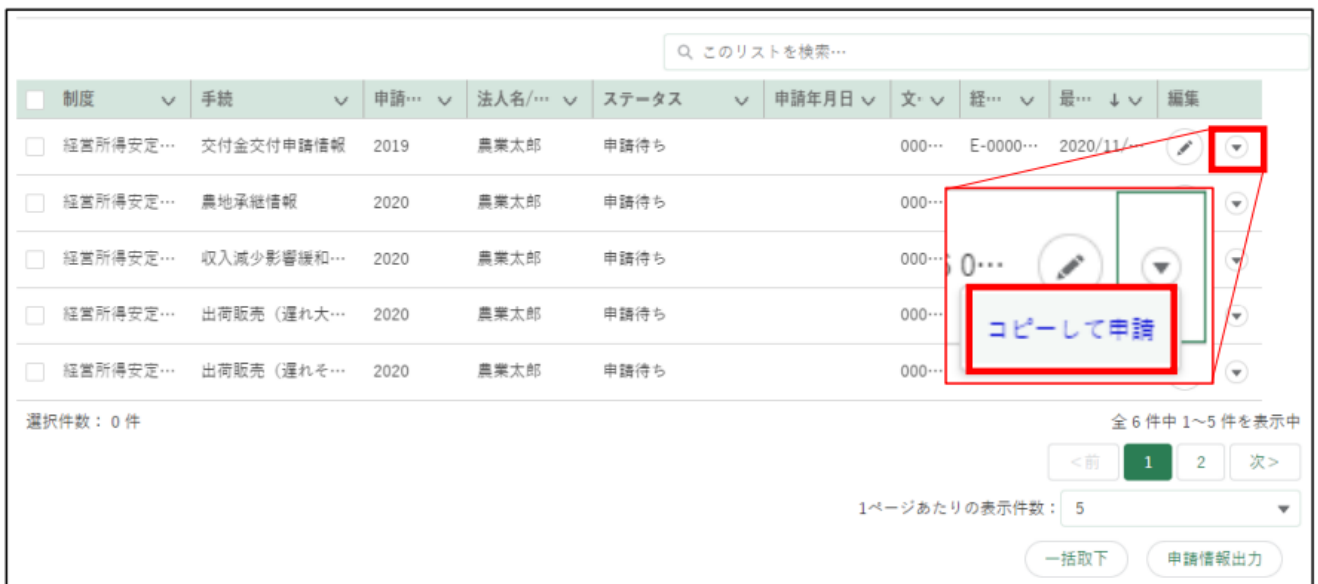 このリストを検索…
制度 手続 申請… 法人名/… ステータス 申請年月日 文· 経… 最… ↓ 編集
経営所得安定… 交付金交付申請情報 2019 農業太郎 申請待ち 000… E-0000… 2020/11/…
経営所得安定… 農地承継情報 2020 農業太郎 申請待ち 000…
経営所得安定… 収入減少影響緩和… 2020 農業太郎 申請待ち 000…
0…
経営所得安定… 出荷販売（遅れ大… 2020 農業太郎 申請待ち 000…
コピーして申請
経営所得安定… 出荷販売（遅れそ… 2020 農業太郎 申請待ち 000…
選択件数： 0 件 全 6 件中 1～5 件を表示中
<前 1 2 次>
1ページあたりの表示件数： 5
一括取下 申請情報出力